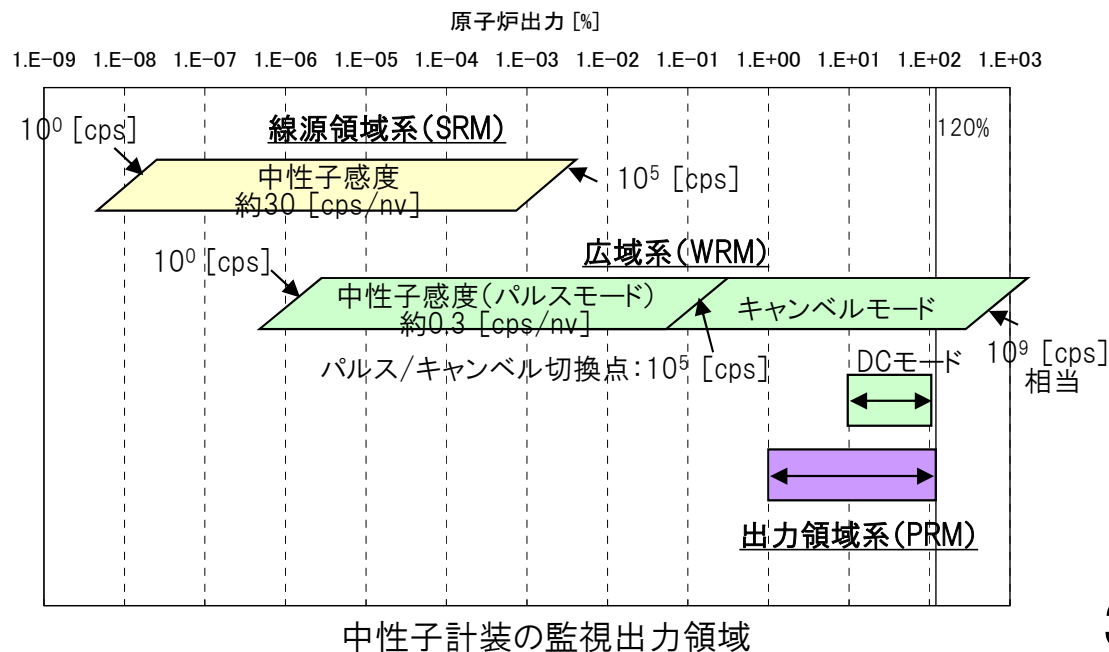 原子炉出力 [%]
1.E-09 1.E-08 1.E-07 1.E-06 1.E-05 1.E-04 1.E-03 1.E-02 1.E-01 1.E+00 1.E+01 1.E+02 1.E+03
120%
10⁰ [cps]
線源領域系(SRM)
中性子感度
約30 [cps/nv]
10⁵ [cps]
広域系(WRM)
10⁰ [cps]
中性子感度(パルスモード)
約0.3 [cps/nv]
キャンベルモード
パルス/キャンベル切換点:10⁵ [cps]
10⁹ [cps]
相当
DCモード
出力領域系(PRM)
中性子計装の監視出力領域